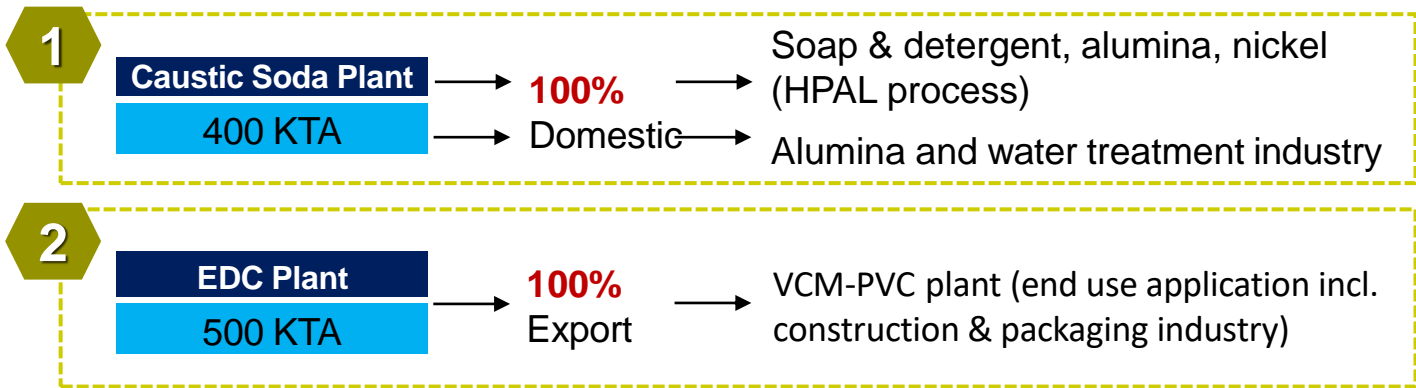 1
Caustic Soda Plant
400 KTA
100%
Domestic
Soap & detergent, alumina, nickel
(HPAL process)
Alumina and water treatment industry
2
EDC Plant
500 KTA
100%
Export
VCM-PVC plant (end use application incl.
construction & packaging industry)